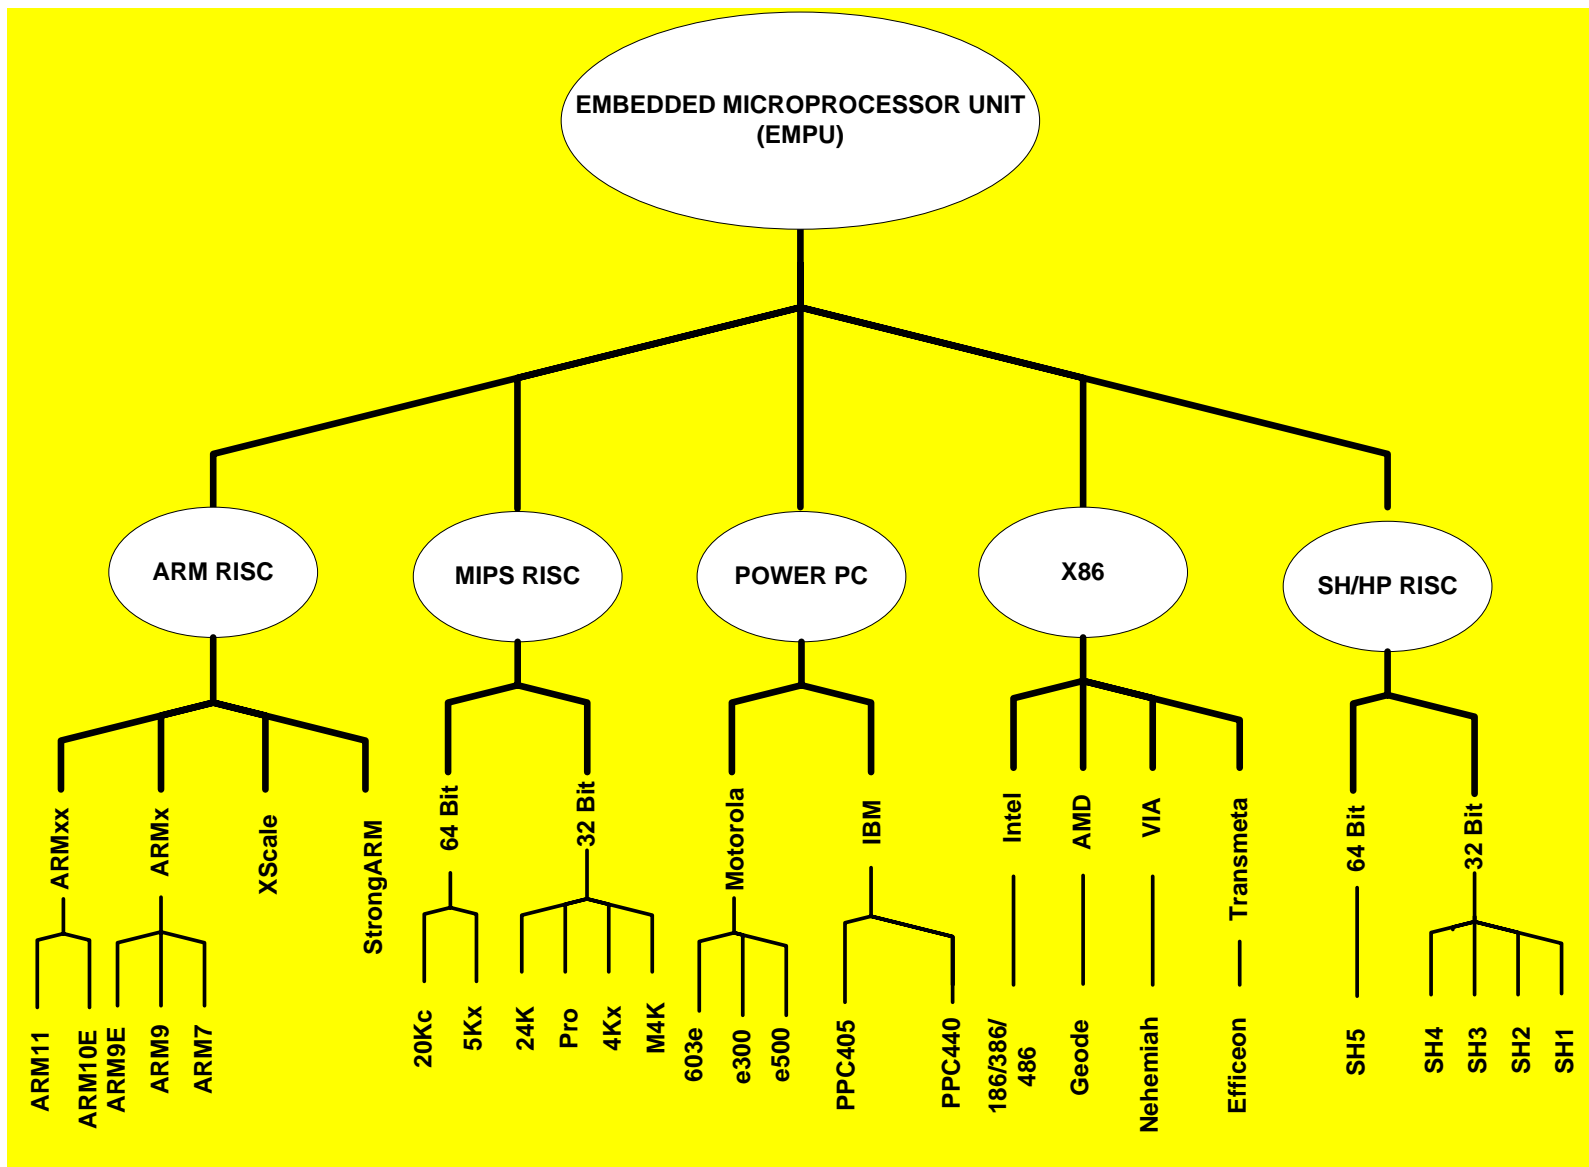 EMBEDDED MICROPROCESSOR UNIT
(EMPU)
ARM RISC
MIPS RISC
POWER PC
X86
SH/HP RISC
ARMxx
ARMx
XScale
StrongARM
64 Bit
32 Bit
Motorola
IBM
Intel
AMD
VIA
Transmeta
64 Bit
32 Bit
ARM11
ARM10E
ARM9E
ARM9
ARM7
20Kc
5Kx
24K
Pro
4Kx
M4K
603e
e300
e500
PPC405
PPC440
186/386/
486
Geode
Nehemiah
Efficeon
SH5
SH4
SH3
SH2
SH1